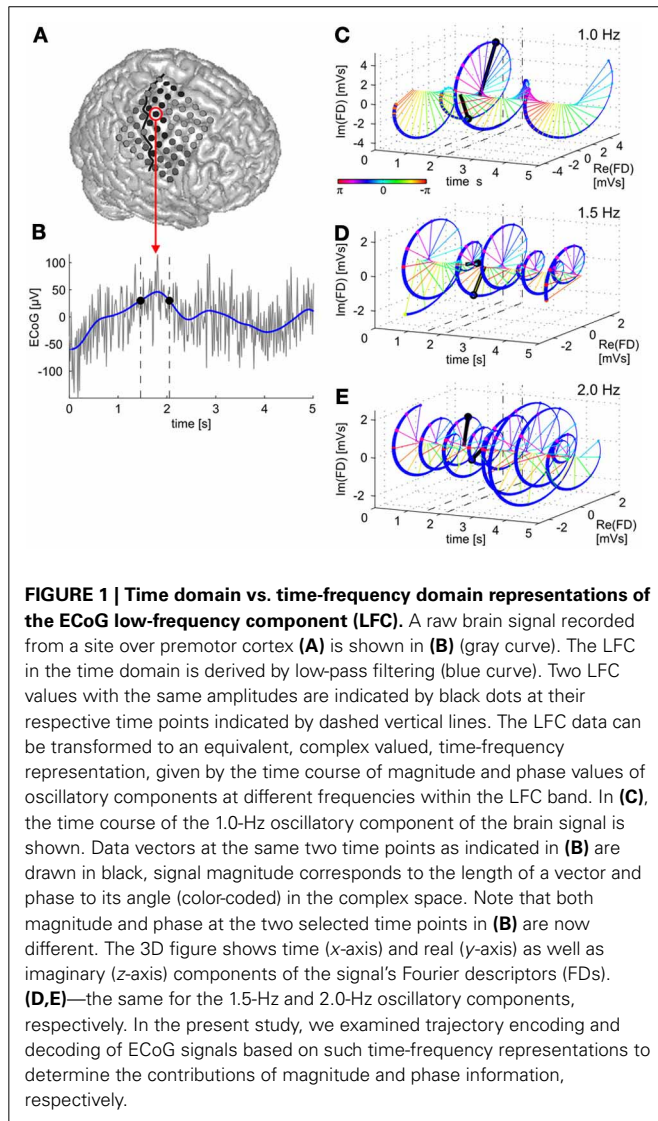 A
C
1.0 Hz
Im(FD) [mVs]
4
2
0
-2
-4
0
1
2
3
4
5
time s
-4
-2
0
2
4
Re(FD)
[mVs]
π
0
-π
B
ECoG [µV]
100
50
0
-50
-100
0
1
2
3
4
5
time [s]
D
1.5 Hz
Im(FD) [mVs]
2
0
-2
0
1
2
3
4
5
time [s]
-2
0
2
Re(FD)
[mVs]
E
2.0 Hz
Im(FD) [mVs]
2
0
-2
0
1
2
3
4
5
time [s]
-2
0
2
Re(FD)
[mVs]
FIGURE 1 | Time domain vs. time-frequency domain representations of
the ECoG low-frequency component (LFC). A raw brain signal recorded
from a site over premotor cortex (A) is shown in (B) (gray curve). The LFC
in the time domain is derived by low-pass filtering (blue curve). Two LFC
values with the same amplitudes are indicated by black dots at their
respective time points indicated by dashed vertical lines. The LFC data can
be transformed to an equivalent, complex valued, time-frequency
representation, given by the time course of magnitude and phase values of
oscillatory components at different frequencies within the LFC band. In (C),
the time course of the 1.0-Hz oscillatory component of the brain signal is
shown. Data vectors at the same two time points as indicated in (B) are
drawn in black, signal magnitude corresponds to the length of a vector and
phase to its angle (color-coded) in the complex space. Note that both
magnitude and phase at the two selected time points in (B) are now
different. The 3D figure shows time (x-axis) and real (y-axis) as well as
imaginary (z-axis) components of the signal's Fourier descriptors (FDs).
(D,E)—the same for the 1.5-Hz and 2.0-Hz oscillatory components,
respectively. In the present study, we examined trajectory encoding and
decoding of ECoG signals based on such time-frequency representations to
determine the contributions of magnitude and phase information,
respectively.